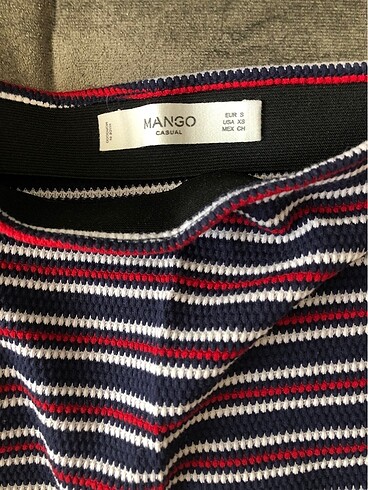 MANGO
CASUAL
EUR S
USA XS
MEX CH